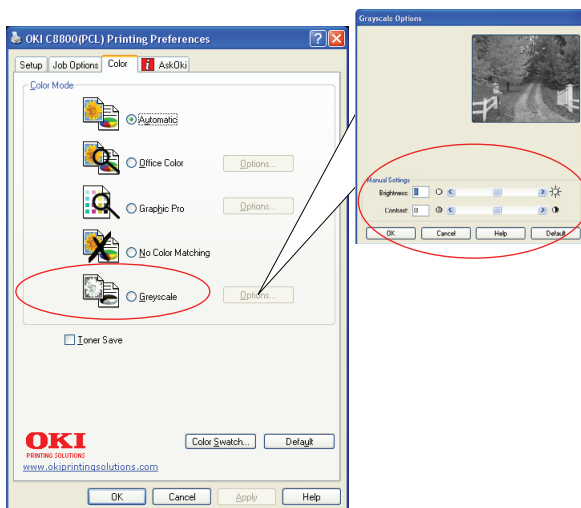 OKI C8800(PCL) Printing Preferences
Setup Job Options Color i AskOki
Color Mode
Automatic
Office Color Options...
Graphic Pro Options...
No Color Matching
Greyscale Options...
Toner Save
OKI
PRINTING SOLUTIONS
www.okiprintingsolutions.com
Color Swatch... Default
OK Cancel Apply Help
Grayscale Options
Manual Settings
Brightness:
Contrast: 0
OK Cancel Help Default